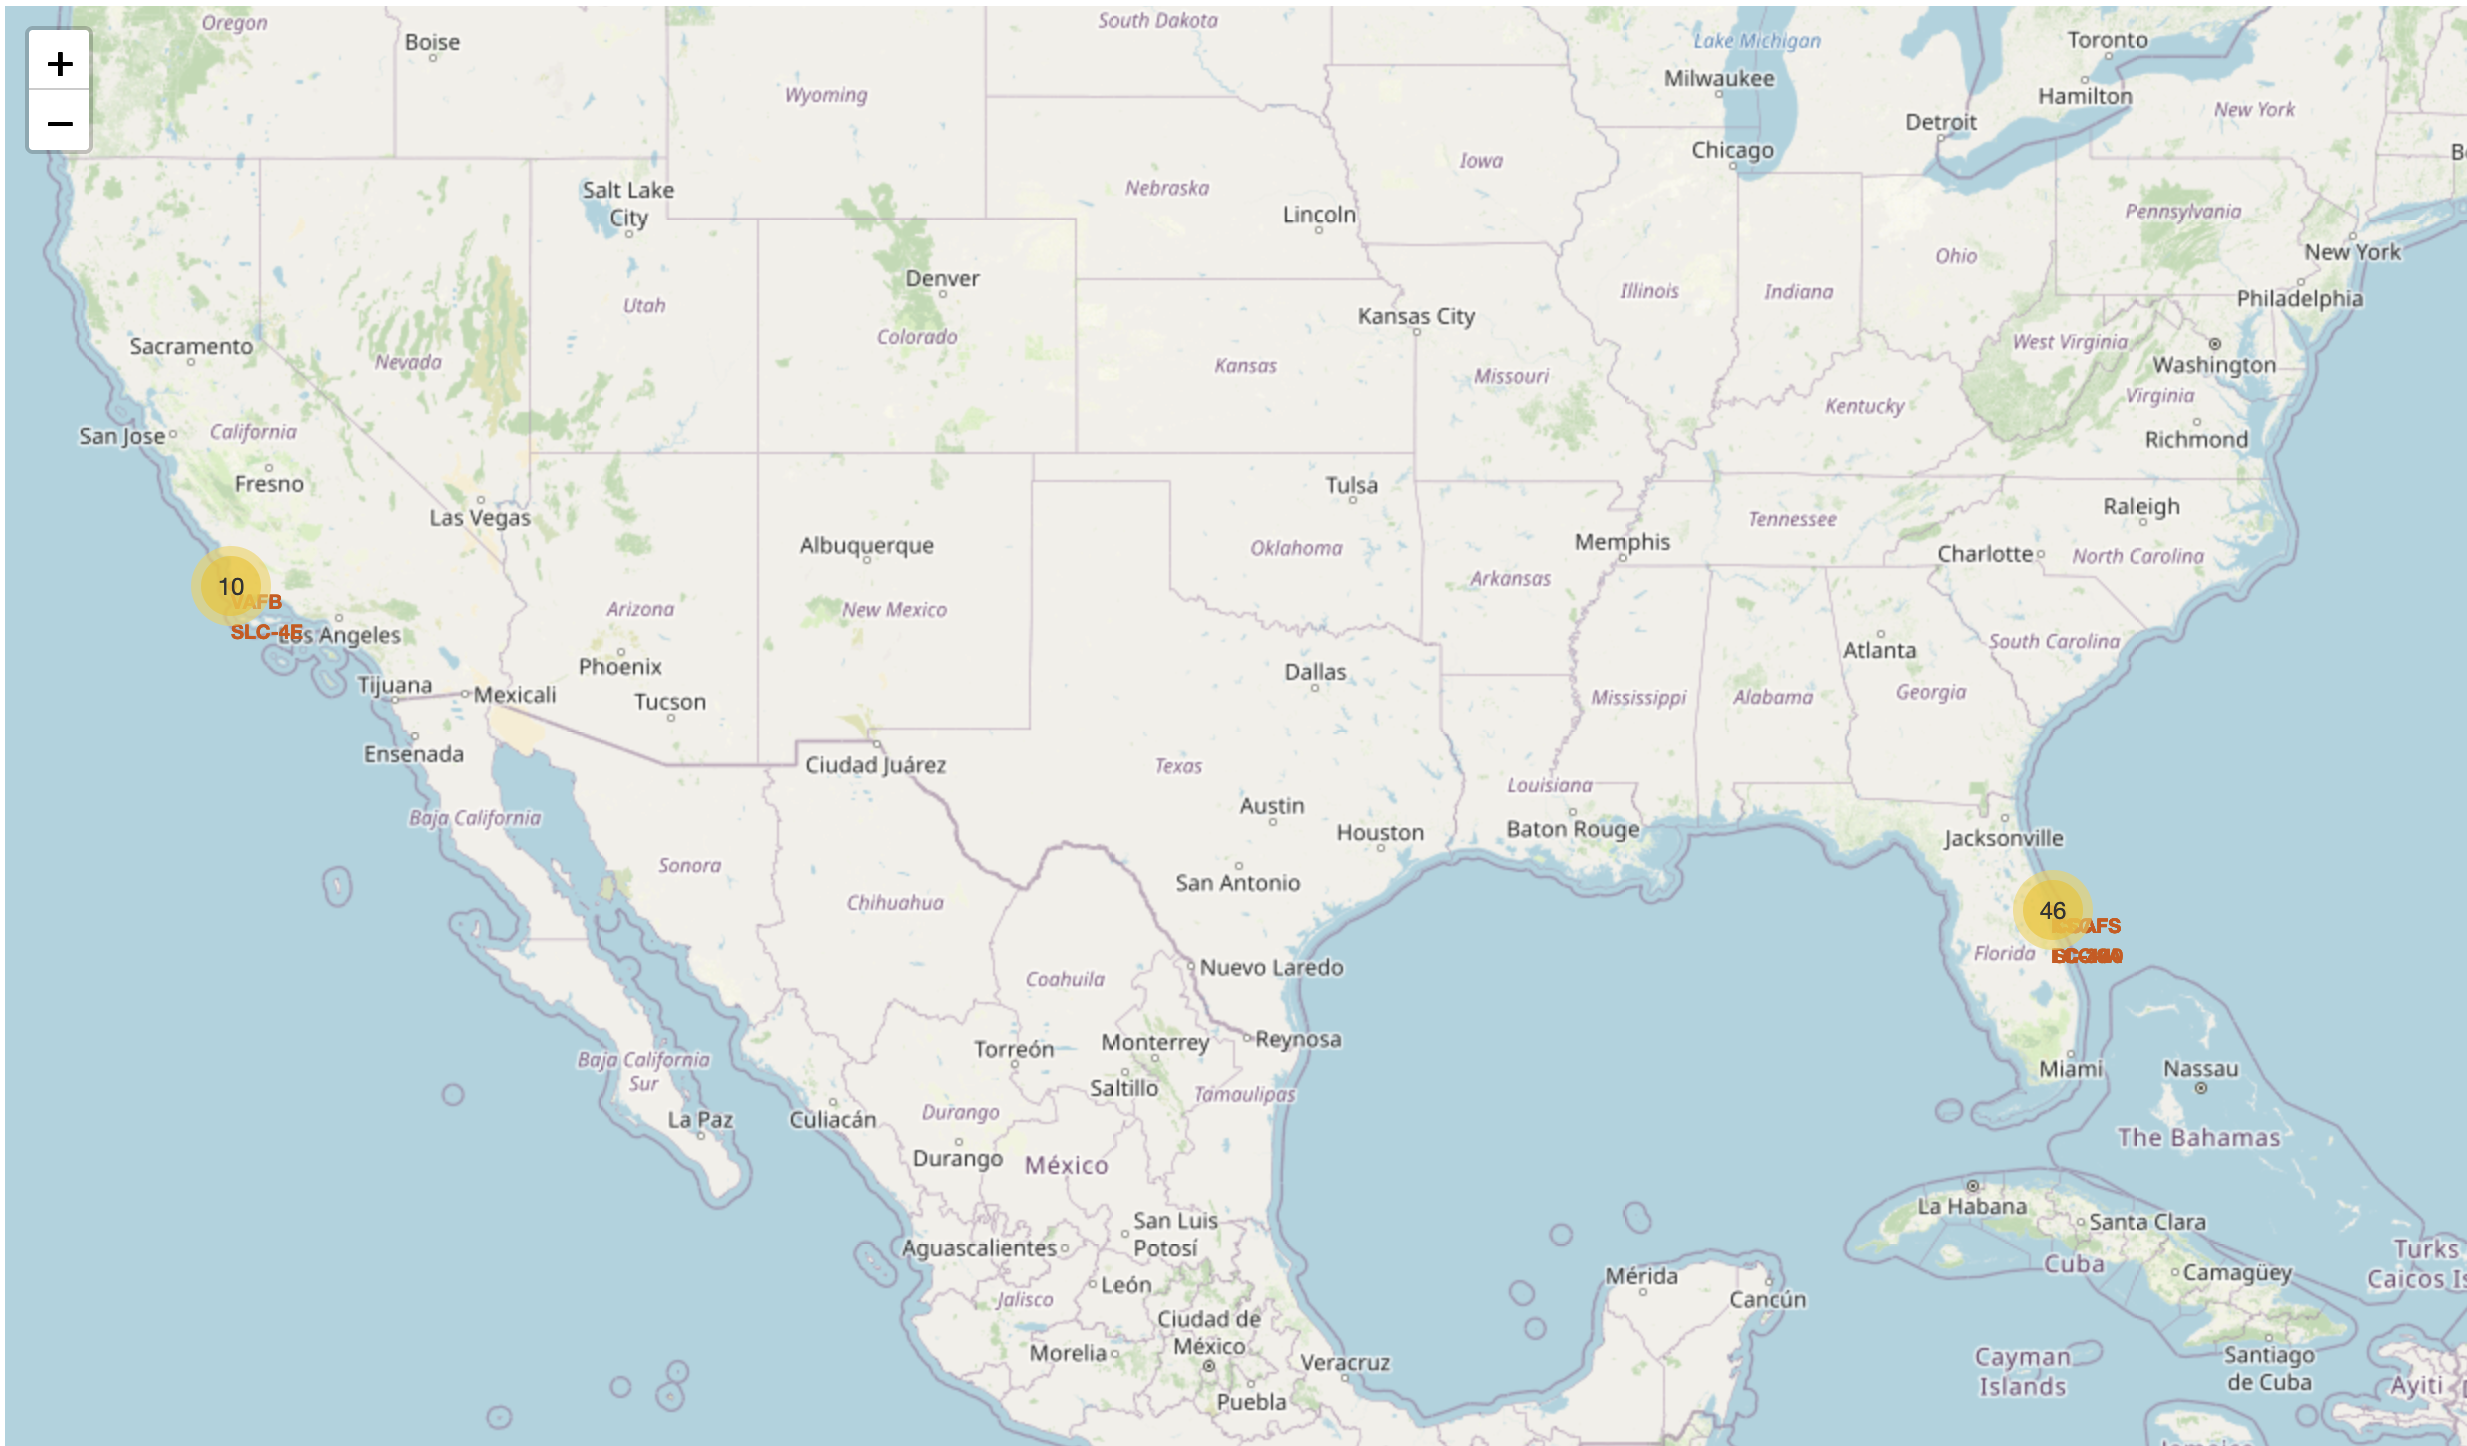 Oregon
Boise
South Dakota
Lake Michigan
Toronto
+
−
Milwaukee
Wyoming
Hamilton
New York
Detroit
Chicago
Iowa
Salt Lake
City
Nebraska
Lincoln
Pennsylvania
New York
Ohio
Denver
Utah
Illinois
Indiana
Philadelphia
Kansas City
Colorado
Sacramento
Nevada
Kansas
Missouri
West Virginia
Washington
Virginia
Kentucky
San Jose
California
Richmond
Fresno
Tulsa
Las Vegas
Raleigh
Tennessee
Albuquerque
Oklahoma
Memphis
Charlotte
North Carolina
Arkansas
10
VAFB
SLC-4E
Los Angeles
Arizona
New Mexico
Phoenix
Atlanta
South Carolina
Dallas
Tijuana
Mexicali
Tucson
Mississippi
Alabama
Georgia
Ensenada
Ciudad Juárez
Texas
Louisiana
Austin
Baja California
Houston
Baton Rouge
Jacksonville
Sonora
San Antonio
Chihuahua
46
Florida
Nuevo Laredo
Coahuila
Torreón
Monterrey
Reynosa
Baja California
Sur
Saltillo
Tamaulipas
Miami
Nassau
La Paz
Culiacán
Durango
Durango
México
The Bahamas
La Habana
San Luis
Potosí
Santa Clara
Aguascalientes
Cuba
Turks
Camagüey
León
Mérida
Cancún
Jalisco
Ciudad de
México
Morelia
Veracruz
Cayman
Islands
Santiago
de Cuba
Puebla
Ayiti